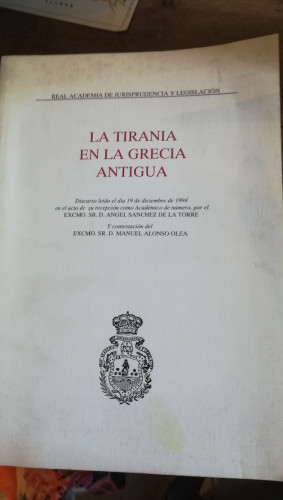 REAL ACADEMIA DE JURISPRUDENCIA Y LEGISLACIÓN
LA TIRANIA
EN LA GRECIA
ANTIGUA
Discurso leído el día 19 de diciembre de 1994
en el acto de su recepción como Académico de número, por el
EXCMO. SR. D. ANGEL SANCHEZ DE LA TORRE
Y contestación del
EXCMO. SR. D. MANUEL ALONSO OLEA